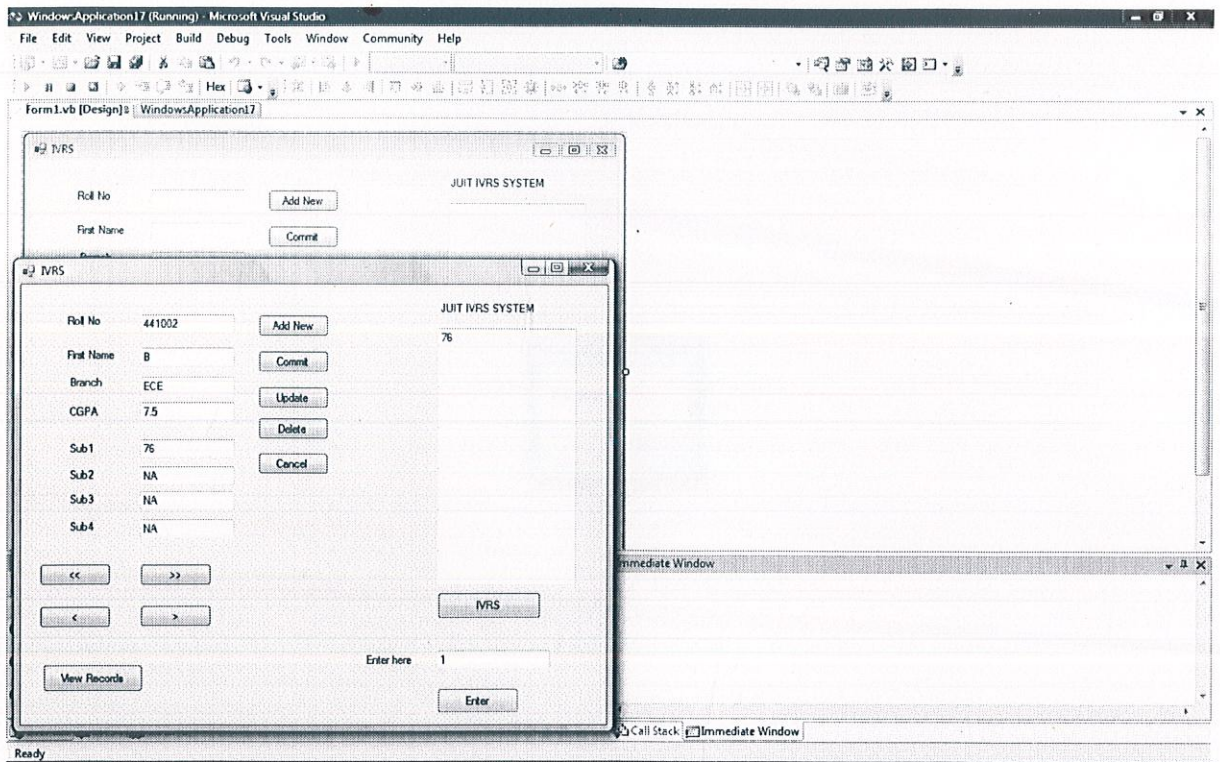 WindowsApplication17 (Running) - Microsoft Visual Studio
File Edit View Project Build Debug Tools Window Community Help
Hex
Form1.vb [Design] WindowsApplication17
IVRS
JUIT IVRS SYSTEM
Roll No Add New
First Name Commit
Branch
IVRS
JUIT IVRS SYSTEM
Roll No 441002 Add New
76
First Name B Commit
Branch ECE
Update
CGPA 7.5
Delete
Sub1 76
Cancel
Sub2 NA
Sub3 NA
Sub4 NA
<< >>
mmediate Window
IVRS
< >
Enter here 1
View Records
Enter
Call Stack Immediate Window
Ready